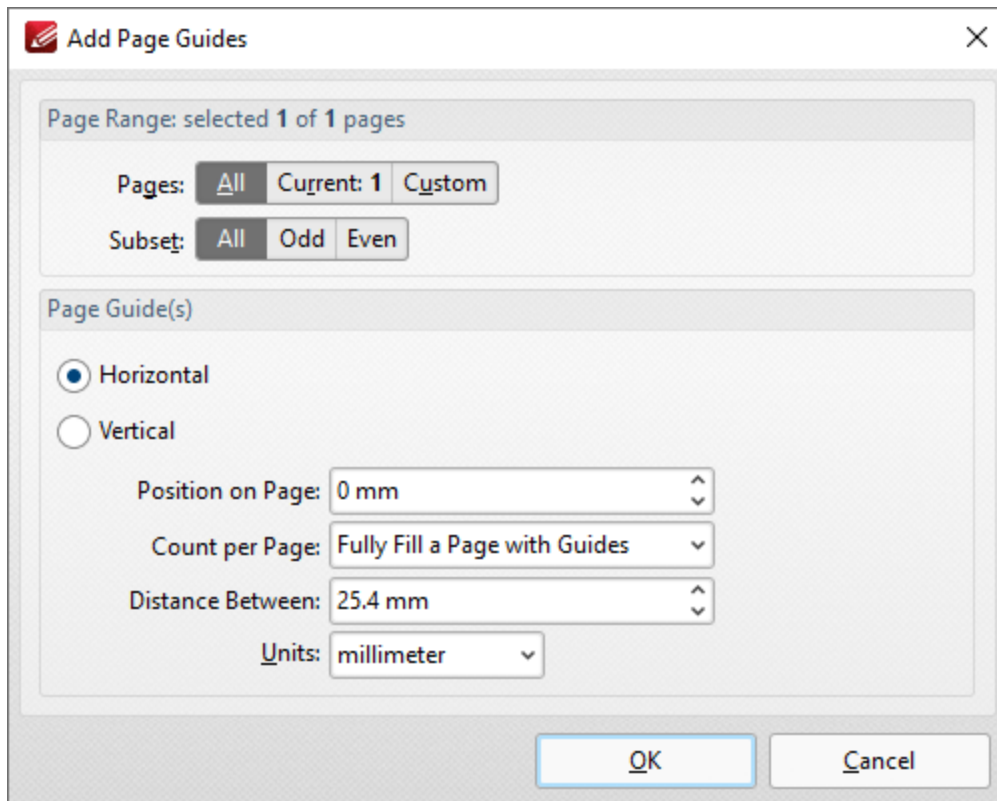 Add Page Guides
Page Range: selected 1 of 1 pages
Pages: All Current: 1 Custom
Subset: All Odd Even
Page Guide(s)
Horizontal
Vertical
Position on Page: 0 mm
Count per Page: Fully Fill a Page with Guides
Distance Between: 25.4 mm
Units: millimeter
OK Cancel